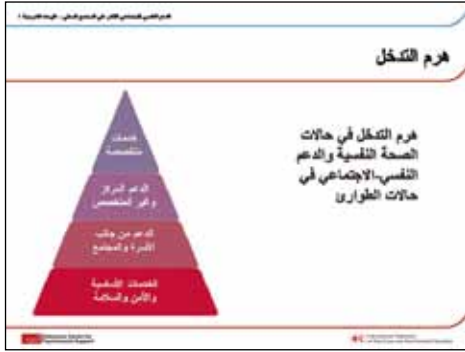 هرم التدخل
هرم التدخل في حالات
الصحة النفسية والدعم
النفسي-الاجتماعي في
حالات الطوارئ
خدمات
متخصصة
الدعم المركز
وغير المتخصص
الدعم من جانب
الأسرة والمجتمع
الخدمات الأساسية
والأمن والسلامة